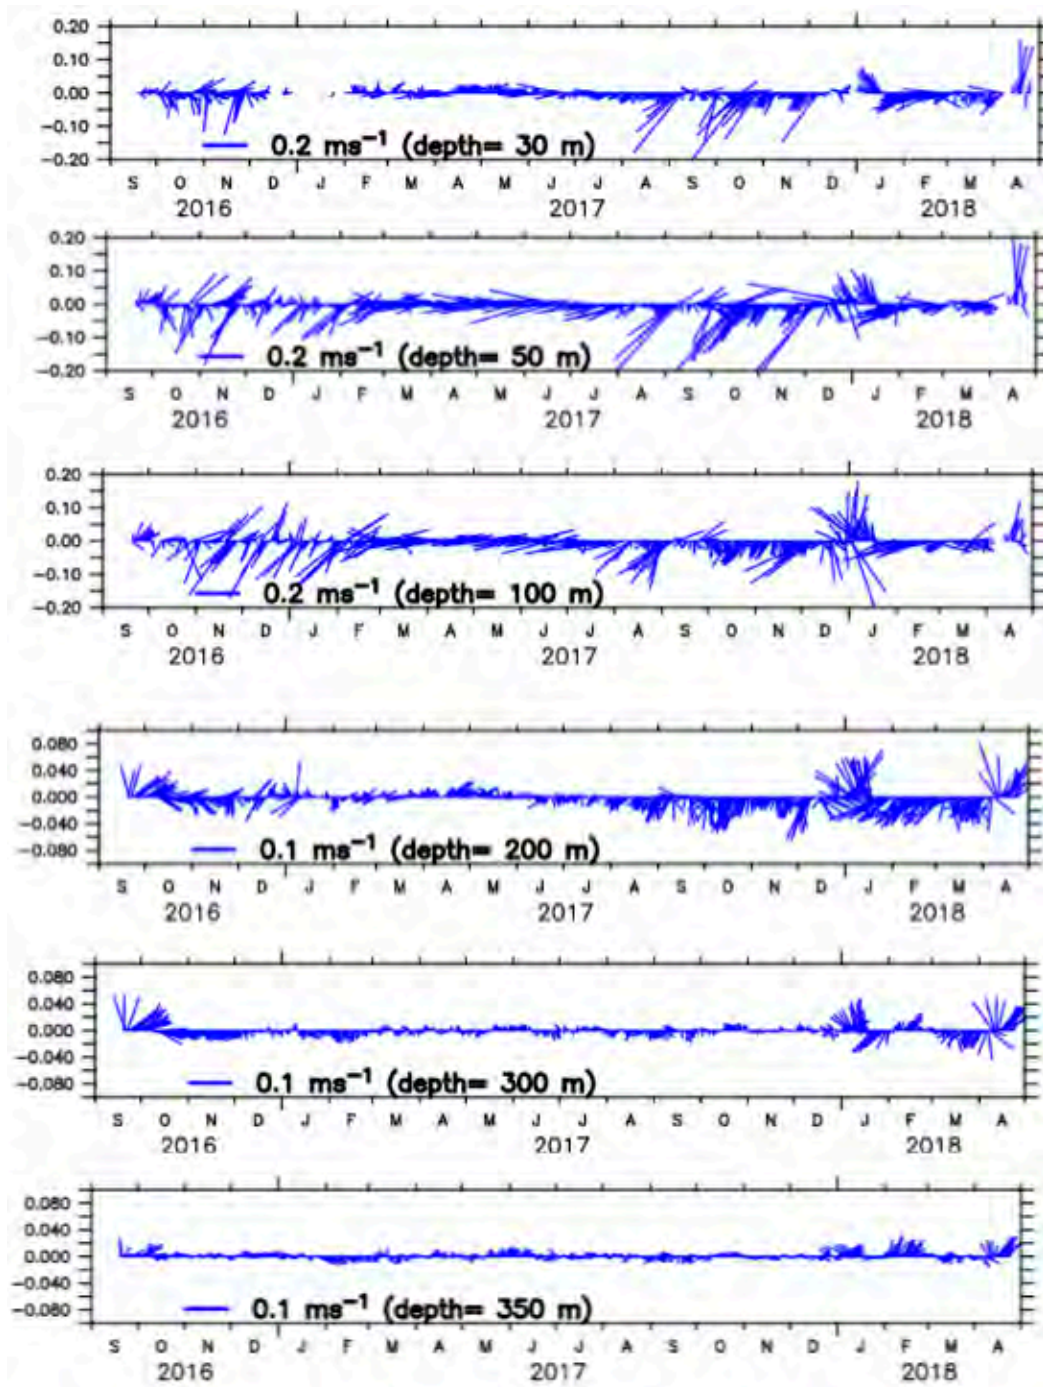 0.20
0.10
0.00
−0.10
−0.20
0.2 ms⁻¹ (depth= 30 m)
S O N D J F M A M J J A S O N D J F M A
2016 2017 2018
0.20
0.10
0.00
−0.10
−0.20
0.2 ms⁻¹ (depth= 50 m)
S O N D J F M A M J J A S O N D J F M A
2016 2017 2018
0.20
0.10
0.00
−0.10
−0.20
0.2 ms⁻¹ (depth= 100 m)
S O N D J F M A M J J A S O N D J F M A
2016 2017 2018
0.080
0.040
0.000
−0.040
−0.080
0.1 ms⁻¹ (depth= 200 m)
S O N D J F M A M J J A S O N D J F M A
2016 2017 2018
0.080
0.040
0.000
−0.040
−0.080
0.1 ms⁻¹ (depth= 300 m)
S O N D J F M A M J J A S O N D J F M A
2016 2017 2018
0.080
0.040
0.000
−0.040
−0.080
0.1 ms⁻¹ (depth= 350 m)
S O N D J F M A M J J A S O N D J F M A
2016 2017 2018